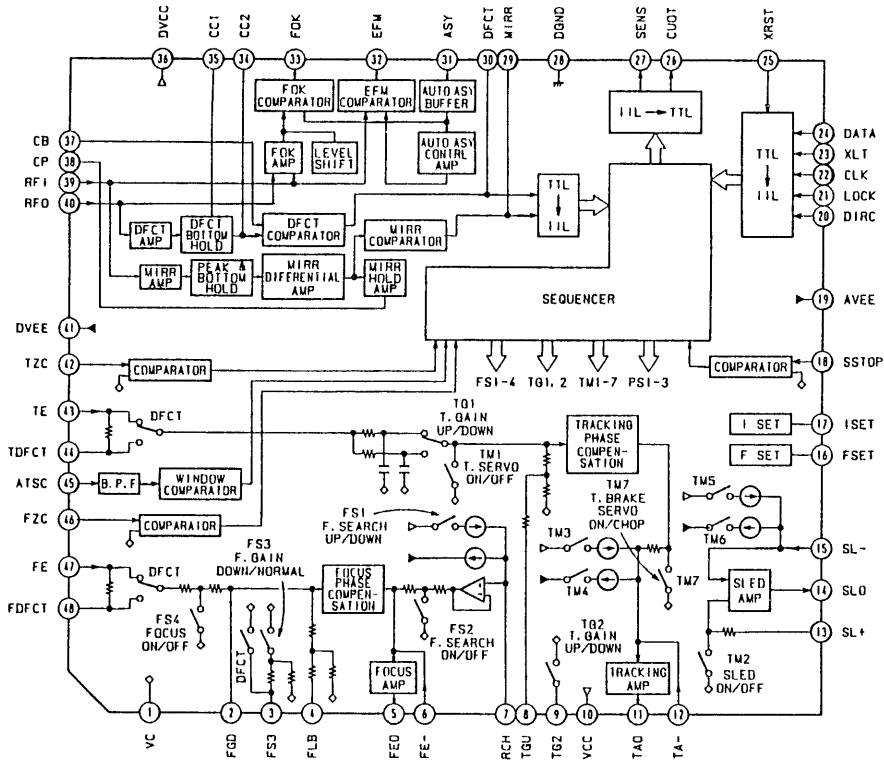 DVCC CC1 CC2 FOK EFM ASY DFCT MIRR DGND SENS CUOT XRST
36 35 34 33 32 31 30 29 28 27 26 25
FOK
COMPARATOR
EFM
COMPARATOR
AUTO ASY
BUFFER
IIL → TTL
CB 37
CP 38
RFI 39
RFO 40
FOK
AMP
LEVEL
SHIFT
AUTO ASY
CONTRL AMP
TTL
↓
IIL
24 DATA
23 XLT
22 CLK
21 LOCK
20 DIRC
DFCT
AMP
DFCT
BOTTOM
HOLD
DFCT
COMPARATOR
MIRR
COMPARATOR
TTL
↓
IIL
MIRR
AMP
PEAK &
BOTTOM
HOLD
MIRR
DIFERENTIAL
AMP
MIRR
HOLD
AMP
SEQUENCER
19 AVEE
DVEE 41
TZC 42
COMPARATOR
FS1-4 TG1,2 TM1-7 PS1-3
COMPARATOR
18 SSTOP
TE 43
DFCT
TDFCT 44
TG1
T. GAIN
UP/DOWN
TM1
T. SERVO
ON/OFF
TRACKING
PHASE
COMPEN-
SATION
I SET
17 ISET
F SET
16 FSET
ATSC 45
B.P.F
WINDOW
COMPARATOR
FZC 46
COMPARATOR
FS1
F. SEARCH
UP/DOWN
TM7
T. BRAKE
SERVO
ON/CHOP
TM3
TM4
TM5
TM6
TM7
15 SL-
FE 47
DFCT
FDFCT 48
FS3
F. GAIN
DOWN/NORMAL
FOCUS
PHASE
COMPEN-
SATION
SLED
AMP
14 SLO
13 SL+
FS4
FOCUS
ON/OFF
DFCT
FS2
F. SEARCH
ON/OFF
TG2
T. GAIN
UP/DOWN
TM2
SLED
ON/OFF
FOCUS
AMP
TRACKING
AMP
1 2 3 4 5 6 7 8 9 10 11 12
VC FGD FS3 FLB FEO FE- RCH TGU TG2 VCC TAO TA-